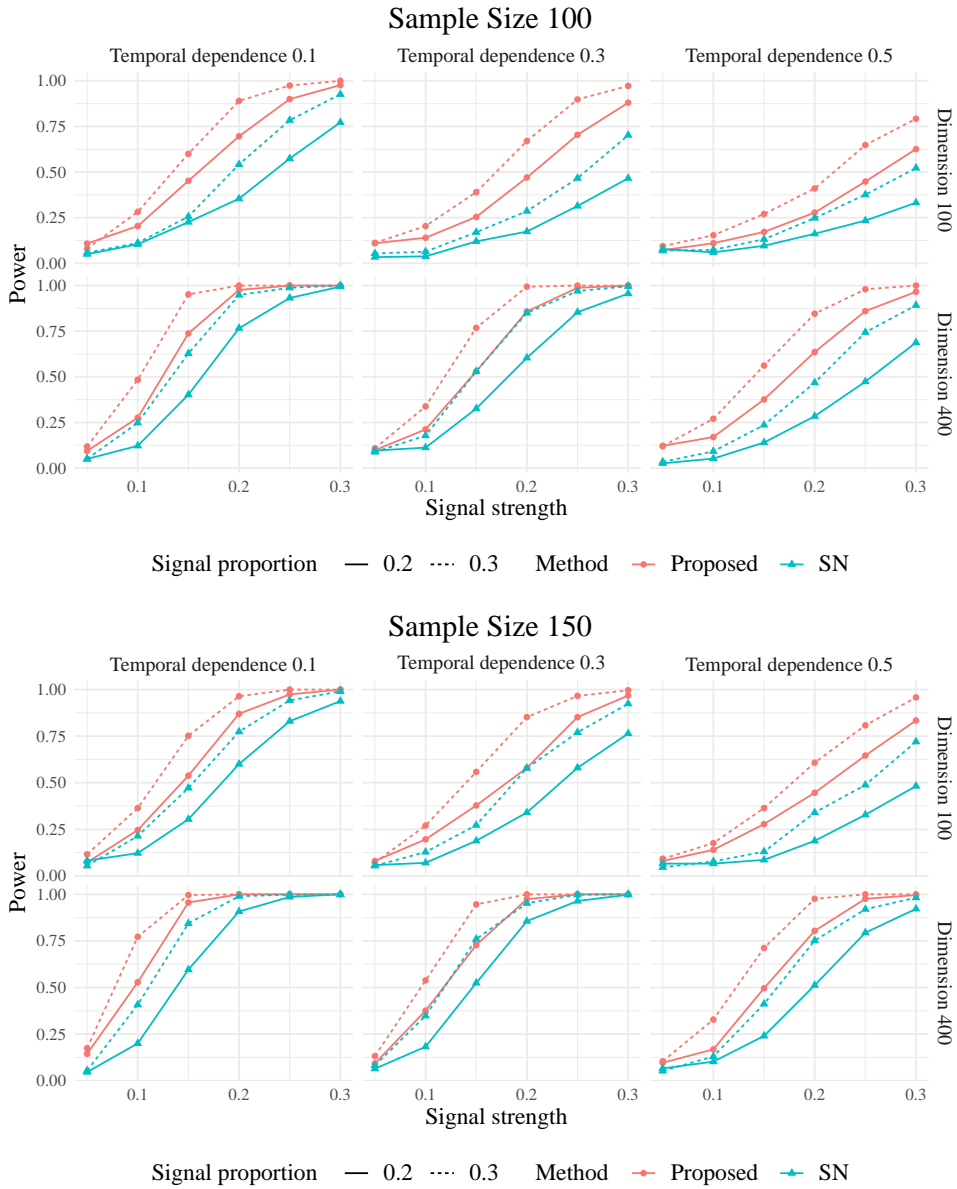 Sample Size 100
Temporal dependence 0.1
Temporal dependence 0.3
Temporal dependence 0.5
1.00
0.75
0.50
0.25
0.00
Dimension 100
Power
1.00
0.75
0.50
0.25
0.00
Dimension 400
0.1
0.2
0.3
0.1
0.2
0.3
0.1
0.2
0.3
Signal strength
Signal proportion 0.2 0.3 Method Proposed SN
Sample Size 150
Temporal dependence 0.1
Temporal dependence 0.3
Temporal dependence 0.5
1.00
0.75
0.50
0.25
0.00
Dimension 100
Power
1.00
0.75
0.50
0.25
0.00
Dimension 400
0.1
0.2
0.3
0.1
0.2
0.3
0.1
0.2
0.3
Signal strength
Signal proportion 0.2 0.3 Method Proposed SN